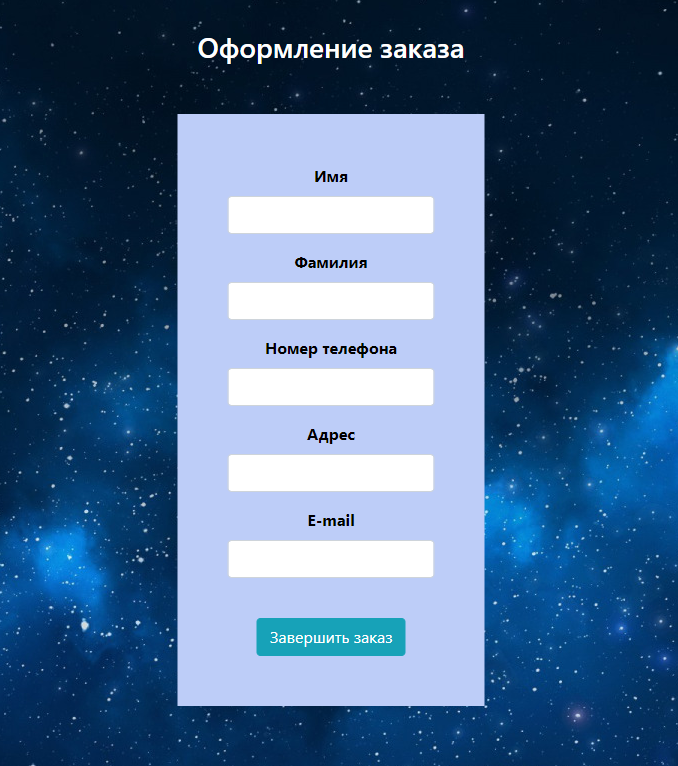 Оформление заказа
Имя
Фамилия
Номер телефона
Адрес
E-mail
Завершить заказ